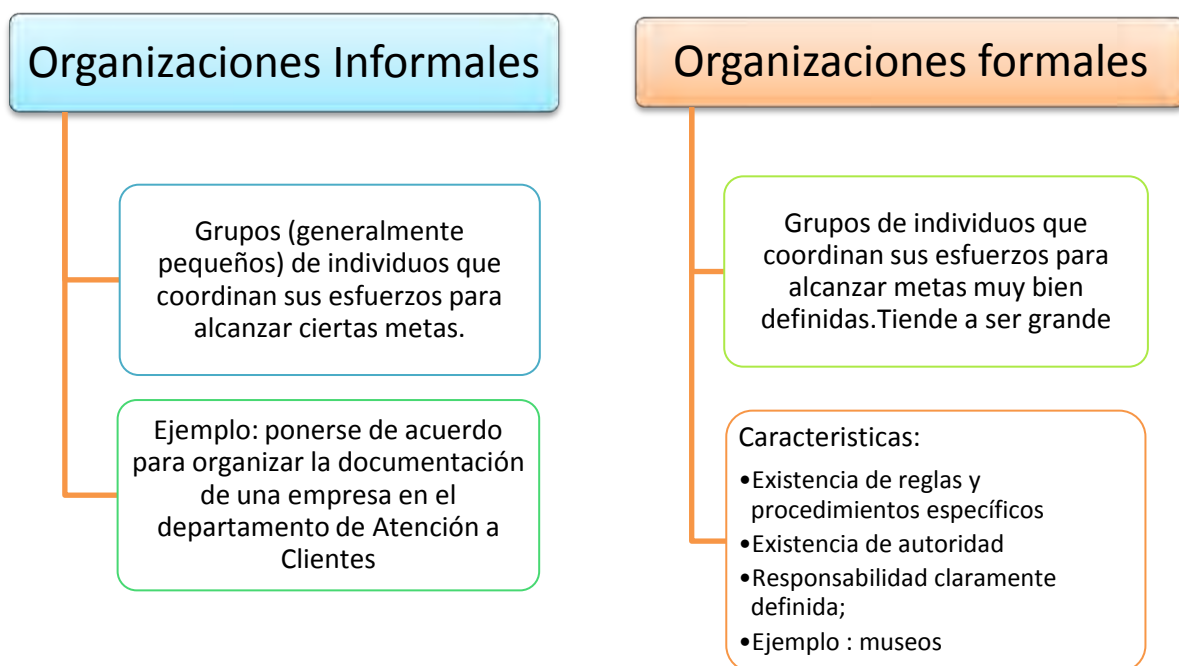 Organizaciones Informales
Grupos (generalmente
pequeños) de individuos que
coordinan sus esfuerzos para
alcanzar ciertas metas.
Ejemplo: ponerse de acuerdo
para organizar la documentación
de una empresa en el
departamento de Atención a
Clientes
Organizaciones formales
Grupos de individuos que
coordinan sus esfuerzos para
alcanzar metas muy bien
definidas.Tiende a ser grande
Caracteristicas:
•Existencia de reglas y
procedimientos específicos
•Existencia de autoridad
•Responsabilidad claramente
definida;
•Ejemplo : museos